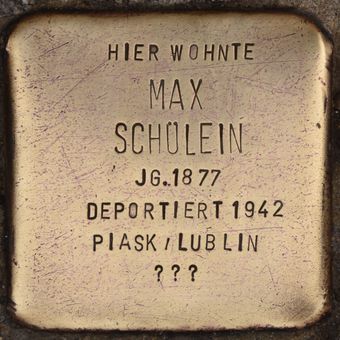 HIER WOHNTE
MAX
SCHÜLEIN
JG.1877
DEPORTIERT 1942
PIASK/LUBLIN
???